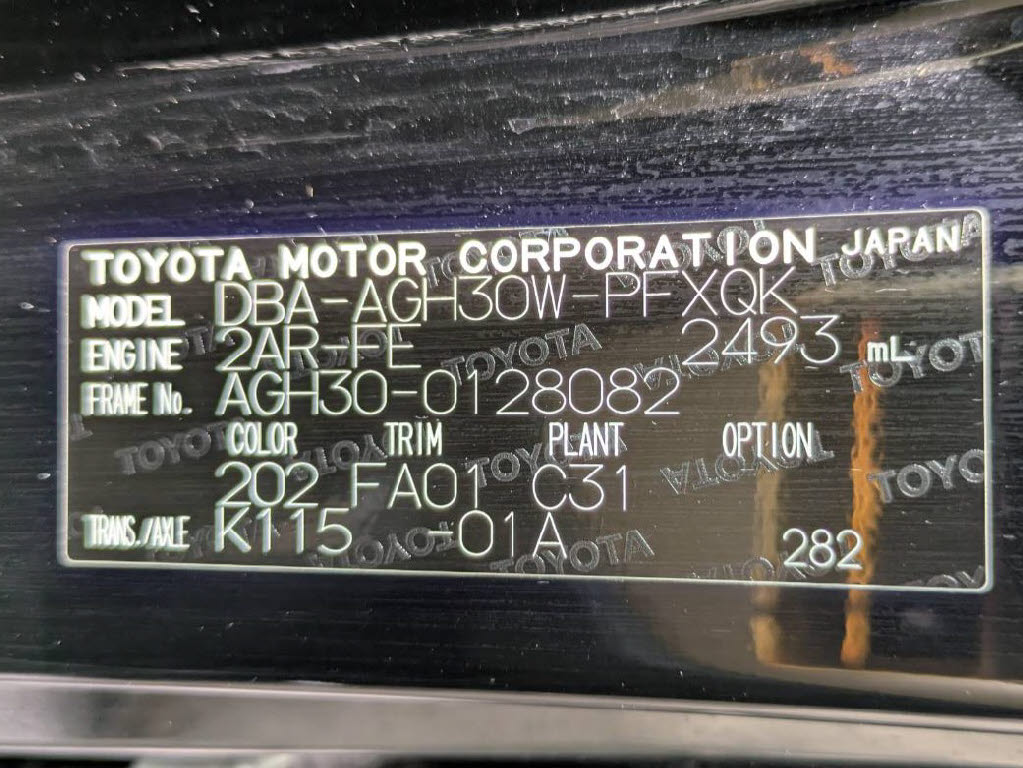 TOYOTA MOTOR CORPORATION JAPAN
MODEL DBA-AGH30W-PFXQK
ENGINE 2AR-FE 2493 mL
FRAME No. AGH30-0128082
COLOR TRIM PLANT OPTION
202 FA01 C31
TRANS./AXLE K115 -01A 282